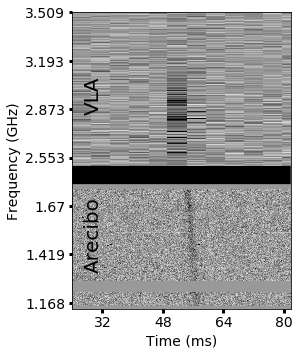 3.509
3.193
2.873
2.553
1.67
1.419
1.168
Frequency (GHz)
VLA
Arecibo
32 48 64 80
Time (ms)